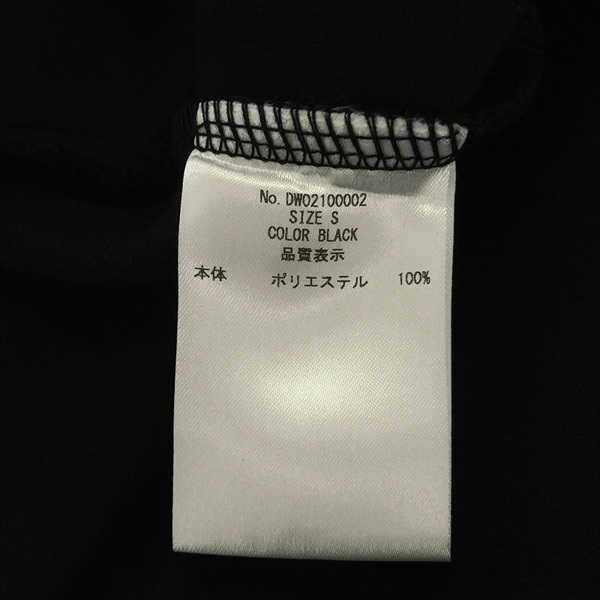 No. DW02100002
SIZE S
COLOR BLACK
品質表示
本体 ポリエステル 100%